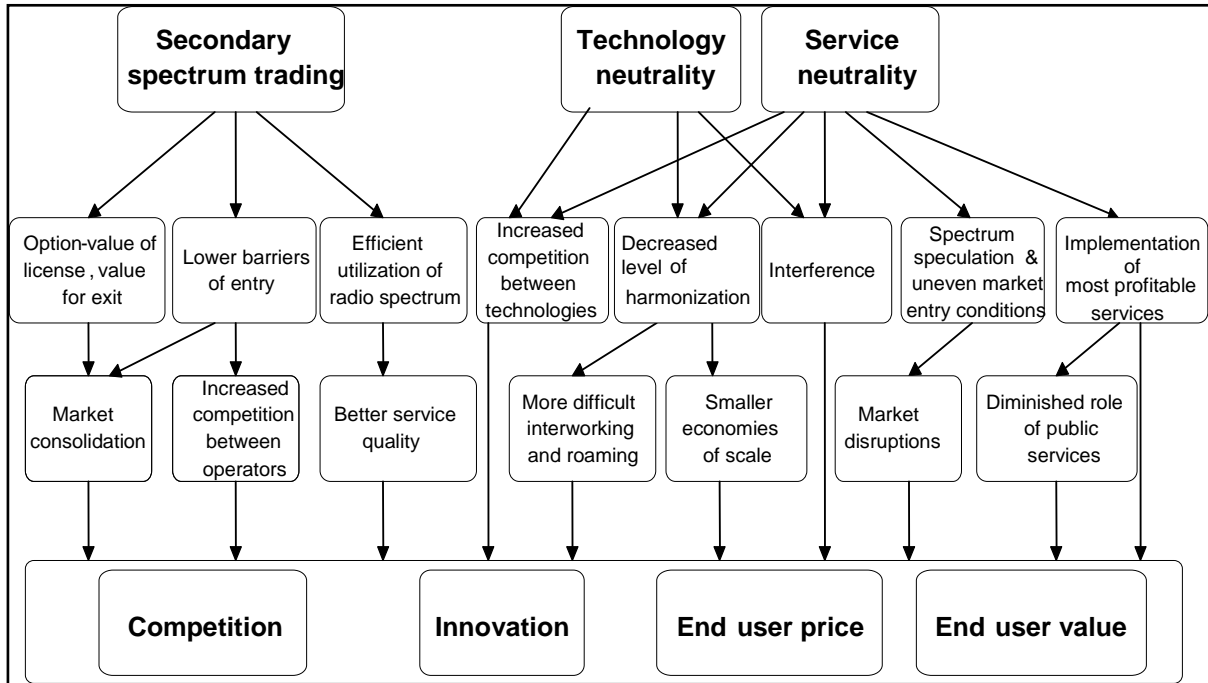 Secondary
spectrum trading
Technology
neutrality
Service
neutrality
Option-value of
license , value
for exit
Lower barriers
of entry
Efficient
utilization of
radio spectrum
Increased
competition
between
technologies
Decreased
level of
harmonization
Interference
Spectrum
speculation &
uneven market
entry conditions
Implementation
of
most profitable
services
Market
consolidation
Increased
competition
between
operators
Better service
quality
More difficult
interworking
and roaming
Smaller
economies
of scale
Market
disruptions
Diminished role
of public
services
Competition
Innovation
End user price
End user value